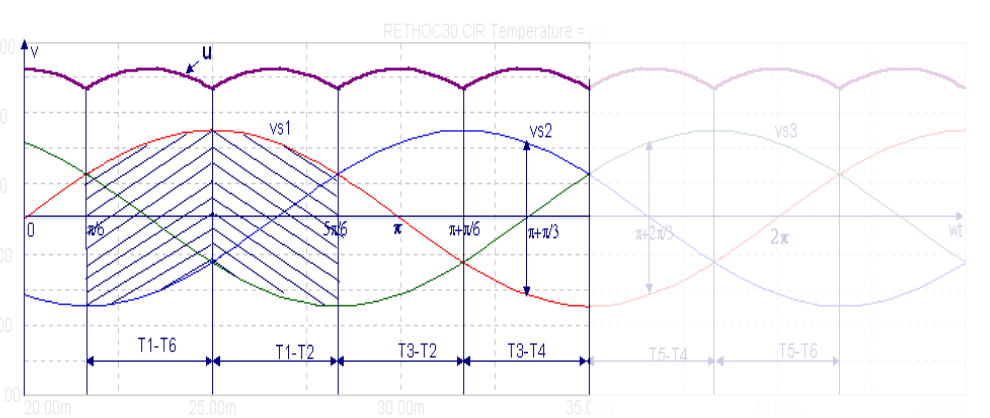 RETHOC30.CIR Temperature = 27
v
u
vs1
vs2
vs3
0
π/6
5π/6
π
π+π/6
π+π/3
π+2π/3
2π
wt
T1-T6
T1-T2
T3-T2
T3-T4
T5-T4
T5-T6
20.00m
25.00m
30.00m
35.00m